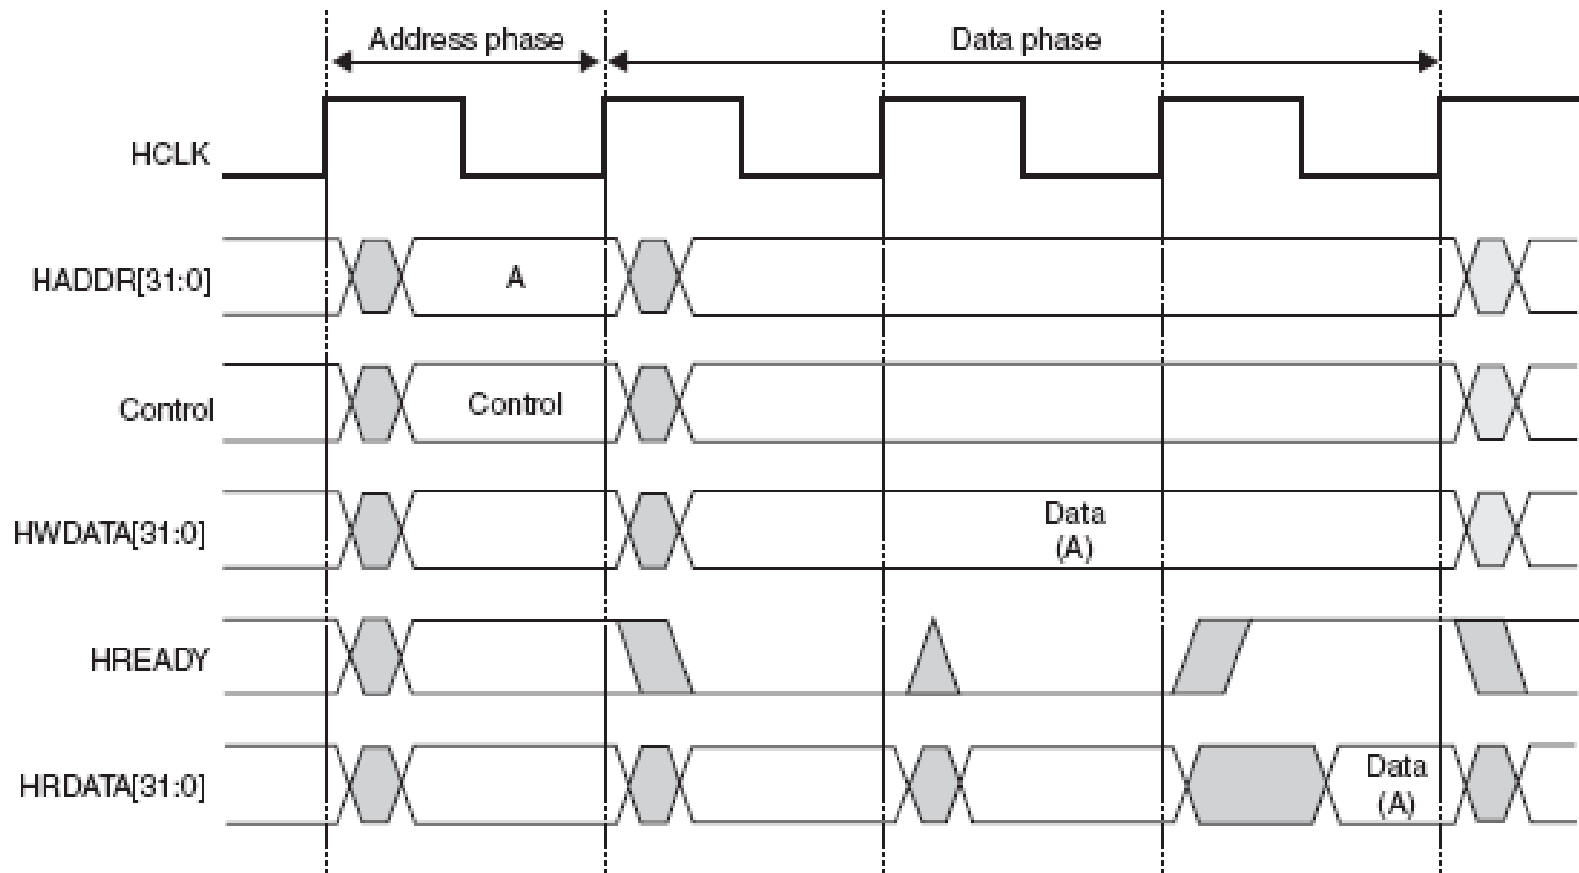 Address phase
Data phase
HCLK
HADDR[31:0]
A
Control
Control
HWDATA[31:0]
Data
(A)
HREADY
HRDATA[31:0]
Data
(A)